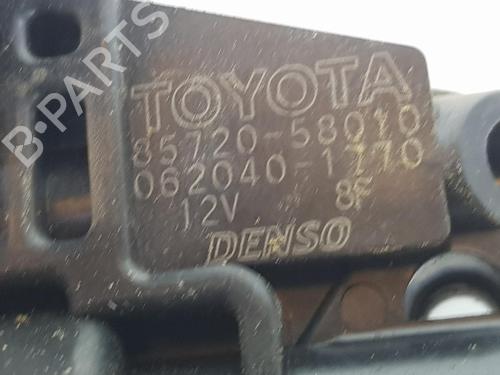 B-PARTS
TOYOTA
85720-58010
062040-1770
12V 8F
DENSO